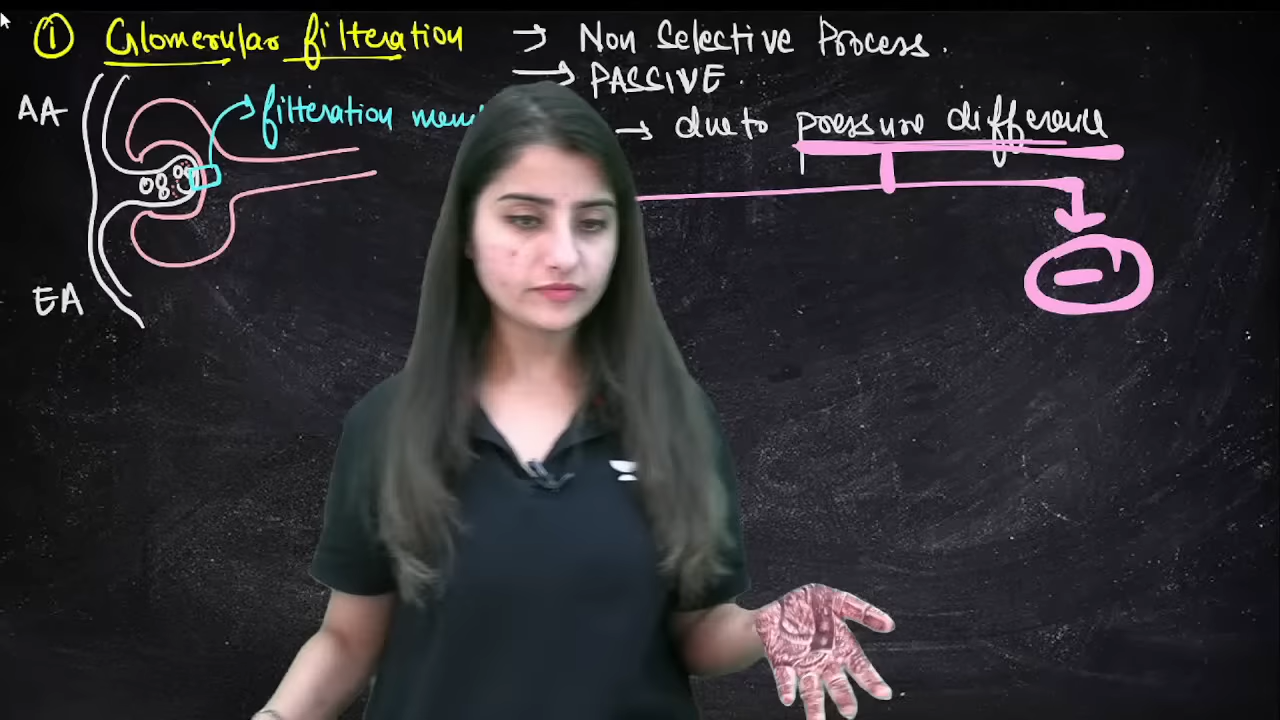 ① Glomerular filteration → Non Selective Process.
→ PASSIVE.
AA
filteration
→ due to pressure difference
−
EA